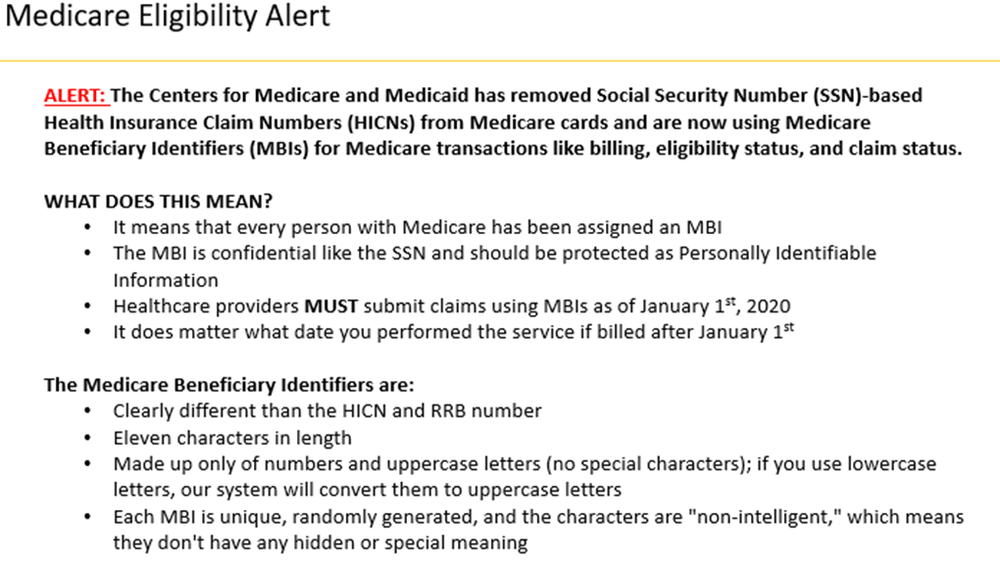 Medicare Eligibility Alert
ALERT: The Centers for Medicare and Medicaid has removed Social Security Number (SSN)-based
Health Insurance Claim Numbers (HICNs) from Medicare cards and are now using Medicare
Beneficiary Identifiers (MBIs) for Medicare transactions like billing, eligibility status, and claim status.
WHAT DOES THIS MEAN?
• It means that every person with Medicare has been assigned an MBI
• The MBI is confidential like the SSN and should be protected as Personally Identifiable
Information
• Healthcare providers MUST submit claims using MBIs as of January 1st, 2020
• It does matter what date you performed the service if billed after January 1st
The Medicare Beneficiary Identifiers are:
• Clearly different than the HICN and RRB number
• Eleven characters in length
• Made up only of numbers and uppercase letters (no special characters); if you use lowercase
letters, our system will convert them to uppercase letters
• Each MBI is unique, randomly generated, and the characters are "non-intelligent," which means
they don't have any hidden or special meaning